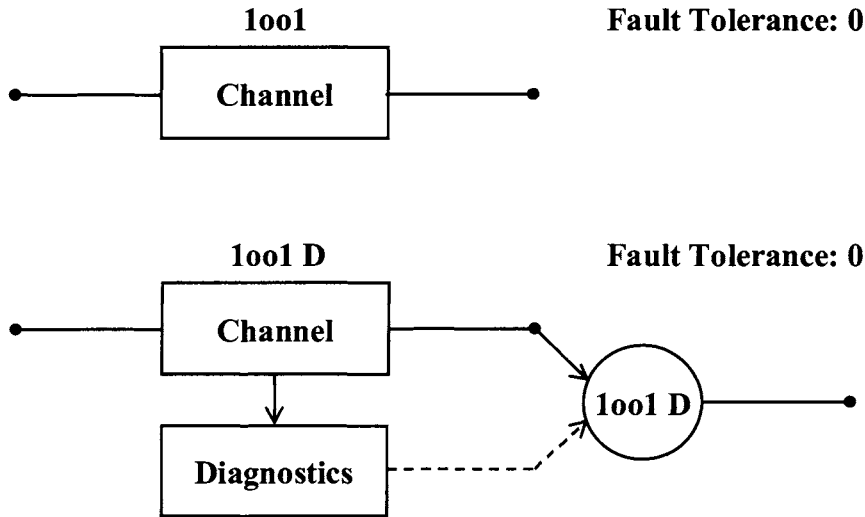 1oo1
Fault Tolerance: 0
Channel
1oo1 D
Fault Tolerance: 0
Channel
1oo1 D
Diagnostics